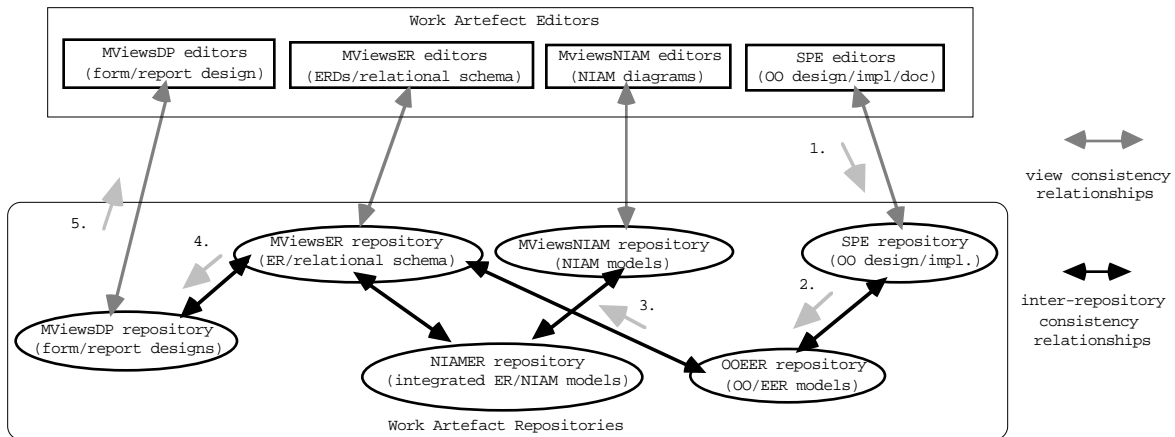 Work Artefect Editors
MViewsDP editors
(form/report design)
MViewsER editors
(ERDs/relational schema)
MviewsNIAM editors
(NIAM diagrams)
SPE editors
(OO design/impl/doc)
1.
view consistency
relationships
5.
4.
MViewsER repository
(ER/relational schema)
MViewsNIAM repository
(NIAM models)
SPE repository
(OO design/impl.)
2.
3.
inter-repository
consistency
relationships
MViewsDP repository
(form/report designs)
NIAMER repository
(integrated ER/NIAM models)
OOEER repository
(OO/EER models)
Work Artefact Repositories